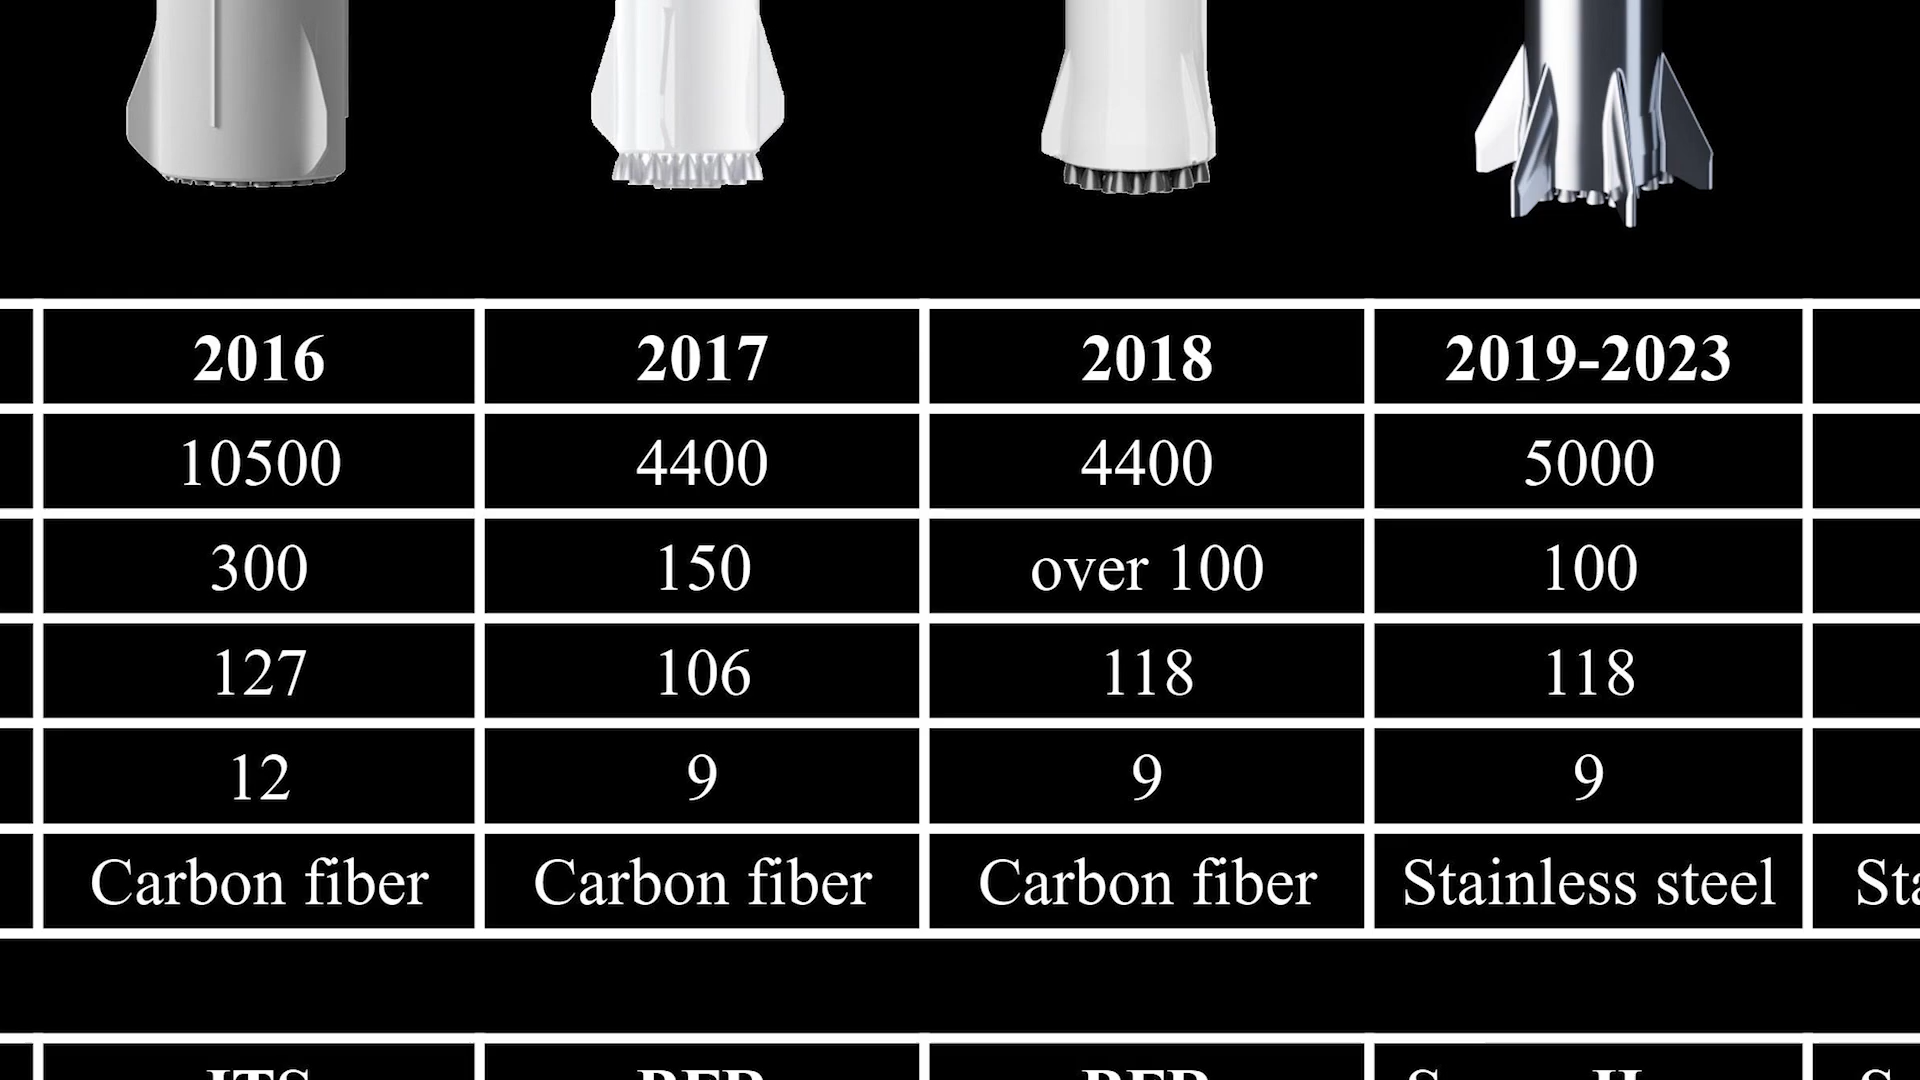 2016 2017 2018 2019-2023
10500 4400 4400 5000
300 150 over 100 100
127 106 118 118
12 9 9 9
Carbon fiber Carbon fiber Carbon fiber Stainless steel